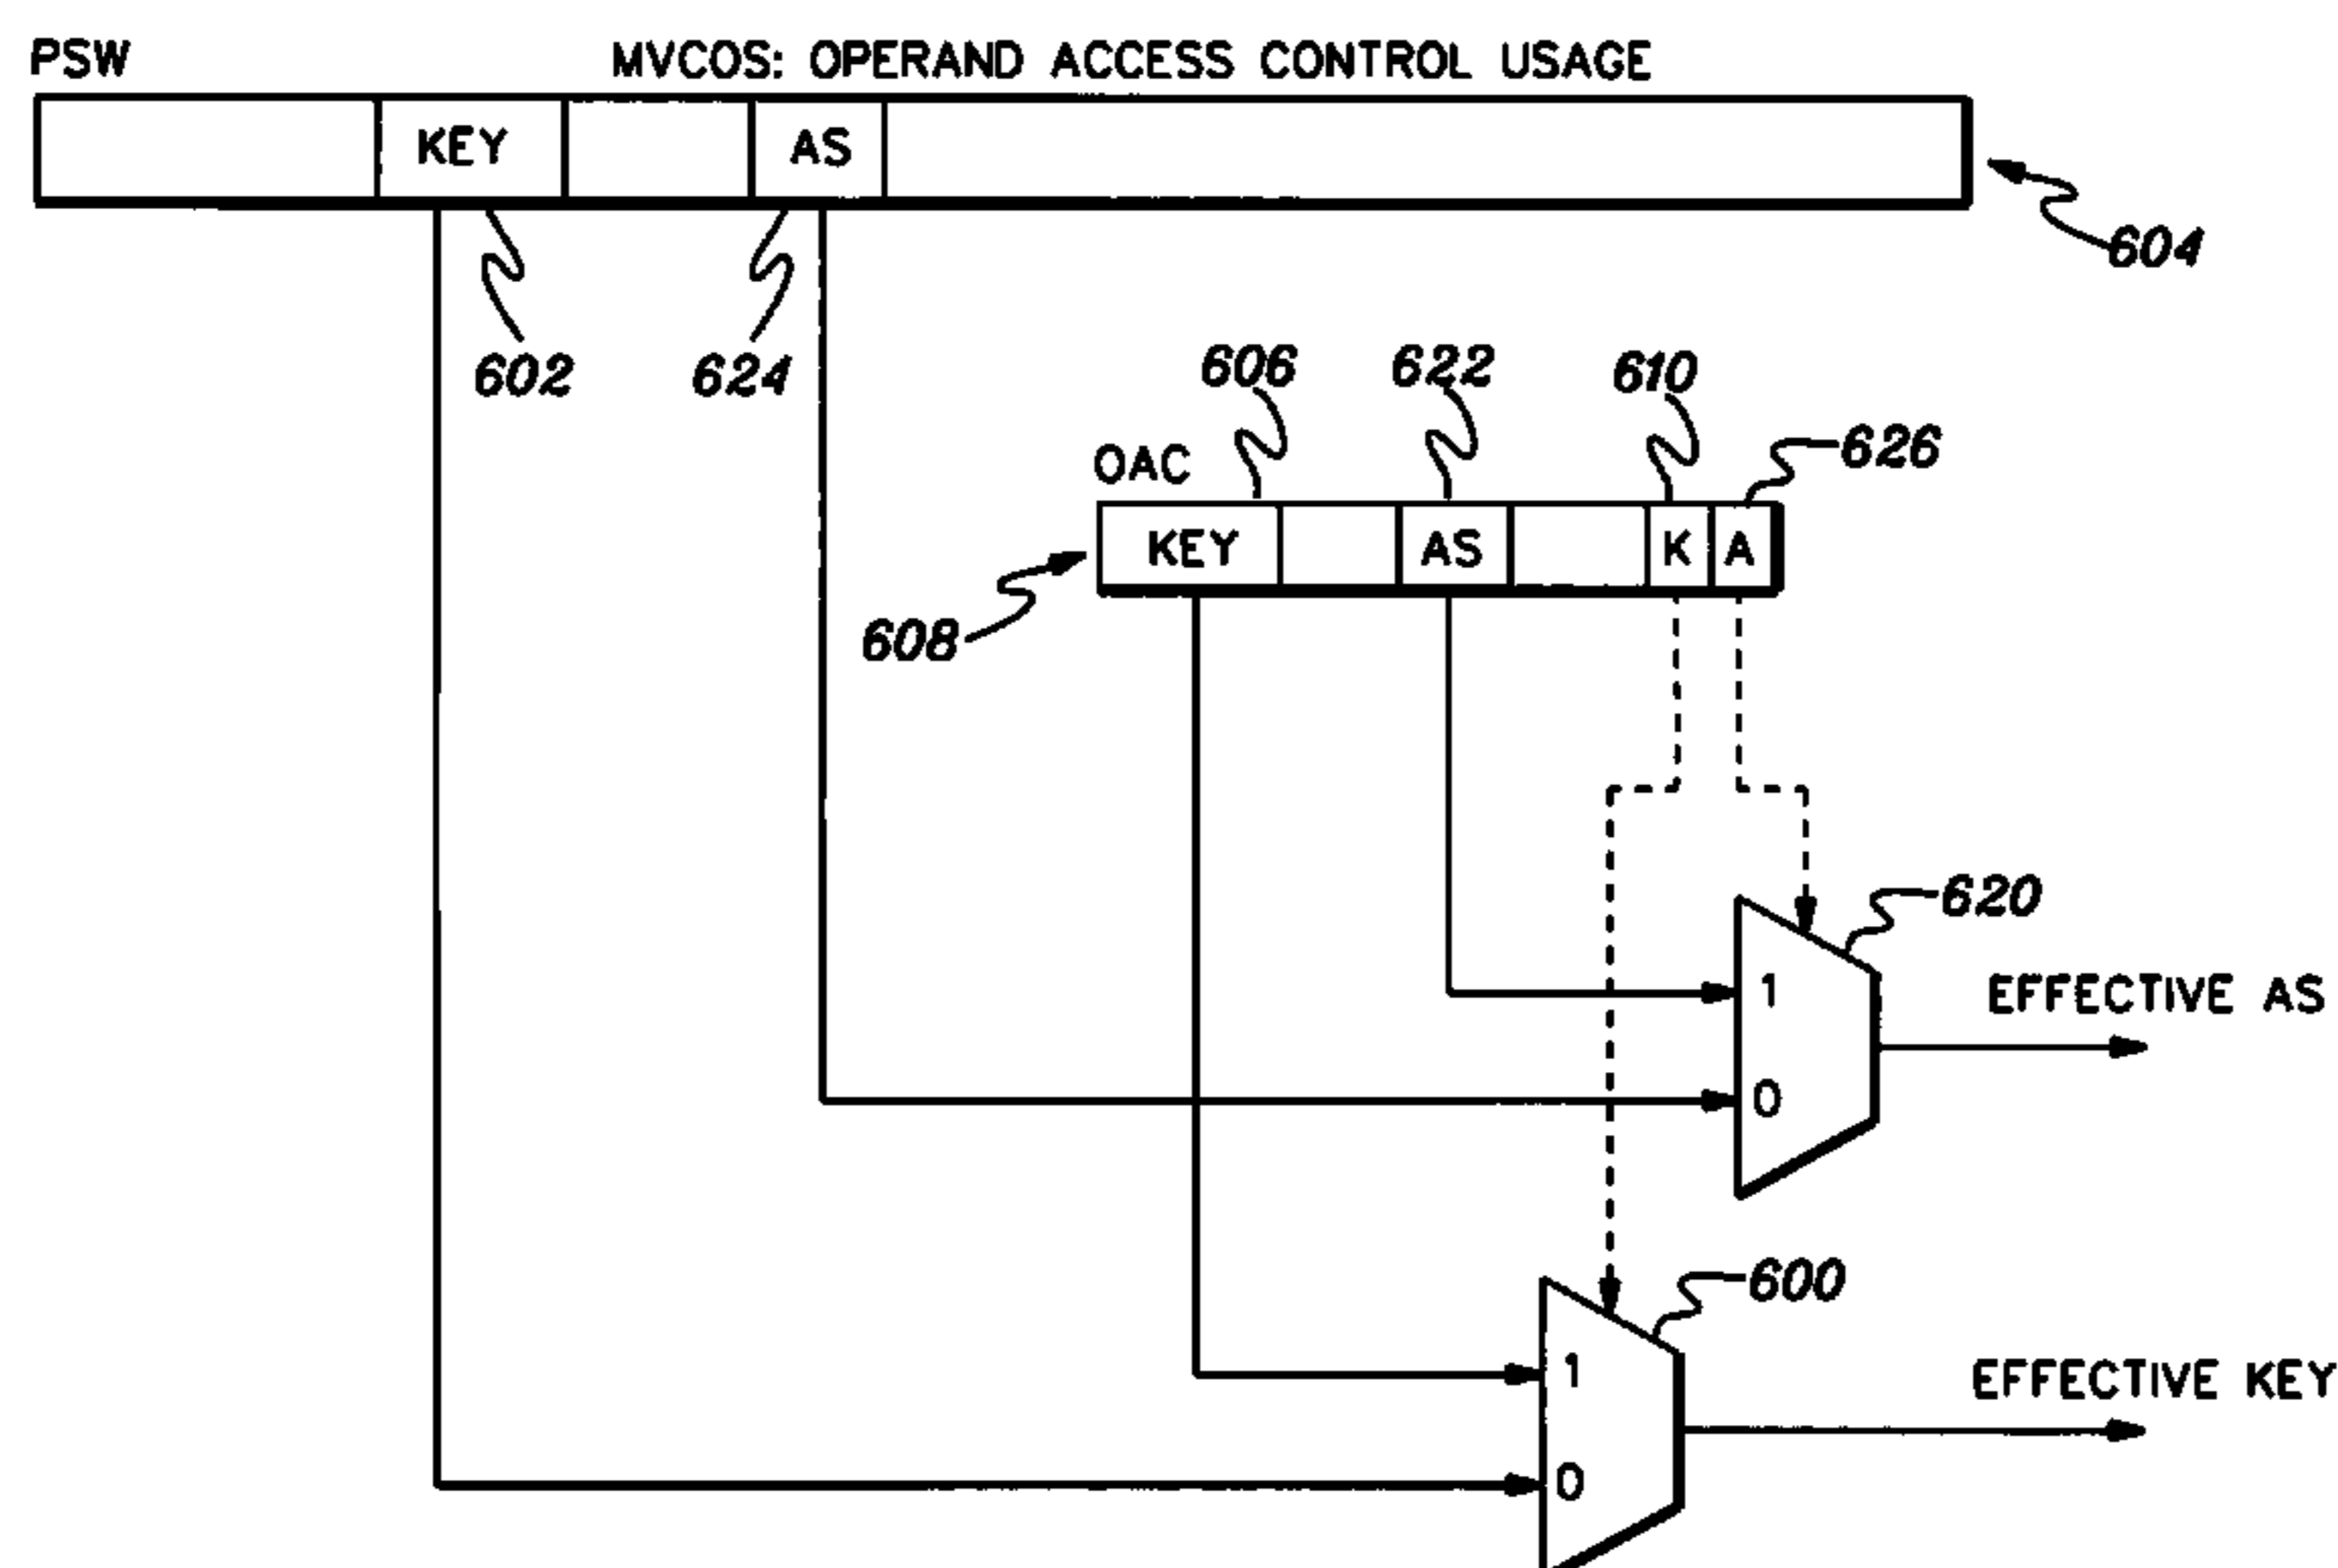 PSW
MVCOS: OPERAND ACCESS CONTROL USAGE
KEY AS
604
602 624
606 622 610
626
OAC
KEY AS K A
608
620
1
EFFECTIVE AS
0
600
1
EFFECTIVE KEY
0